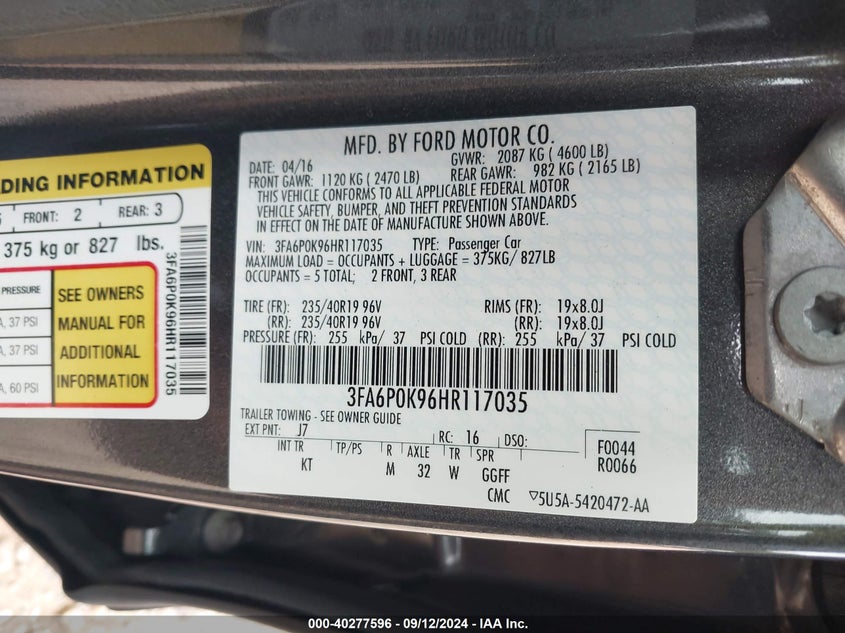 DING INFORMATION
FRONT: 2 REAR: 3
375 kg or 827 lbs.
PRESSURE
, 37 PSI
, 37 PSI
, 60 PSI
SEE OWNERS
MANUAL FOR
ADDITIONAL
INFORMATION
3FA6P0K96HR117035
MFD. BY FORD MOTOR CO.
DATE: 04/16 GVWR: 2087 KG ( 4600 LB)
FRONT GAWR: 1120 KG ( 2470 LB) REAR GAWR: 982 KG ( 2165 LB)
THIS VEHICLE CONFORMS TO ALL APPLICABLE FEDERAL MOTOR
VEHICLE SAFETY, BUMPER, AND THEFT PREVENTION STANDARDS
IN EFFECT ON THE DATE OF MANUFACTURE SHOWN ABOVE.
VIN: 3FA6P0K96HR117035 TYPE: Passenger Car
MAXIMUM LOAD = OCCUPANTS + LUGGAGE = 375KG/ 827LB
OCCUPANTS = 5 TOTAL; 2 FRONT, 3 REAR
TIRE (FR): 235/40R19 96V RIMS (FR): 19x8.0J
(RR): 235/40R19 96V (RR): 19x8.0J
PRESSURE (FR): 255 kPa/ 37 PSI COLD (RR): 255 kPa/ 37 PSI COLD
3FA6P0K96HR117035
TRAILER TOWING - SEE OWNER GUIDE
EXT PNT: J7 RC: 16 DSO:
INT TR TP/PS R AXLE TR SPR
KT M 32 W GGFF
F0044
R0066
CMC ▽5U5A-5420472-AA
000-40277596 - 09/12/2024 - IAA Inc.